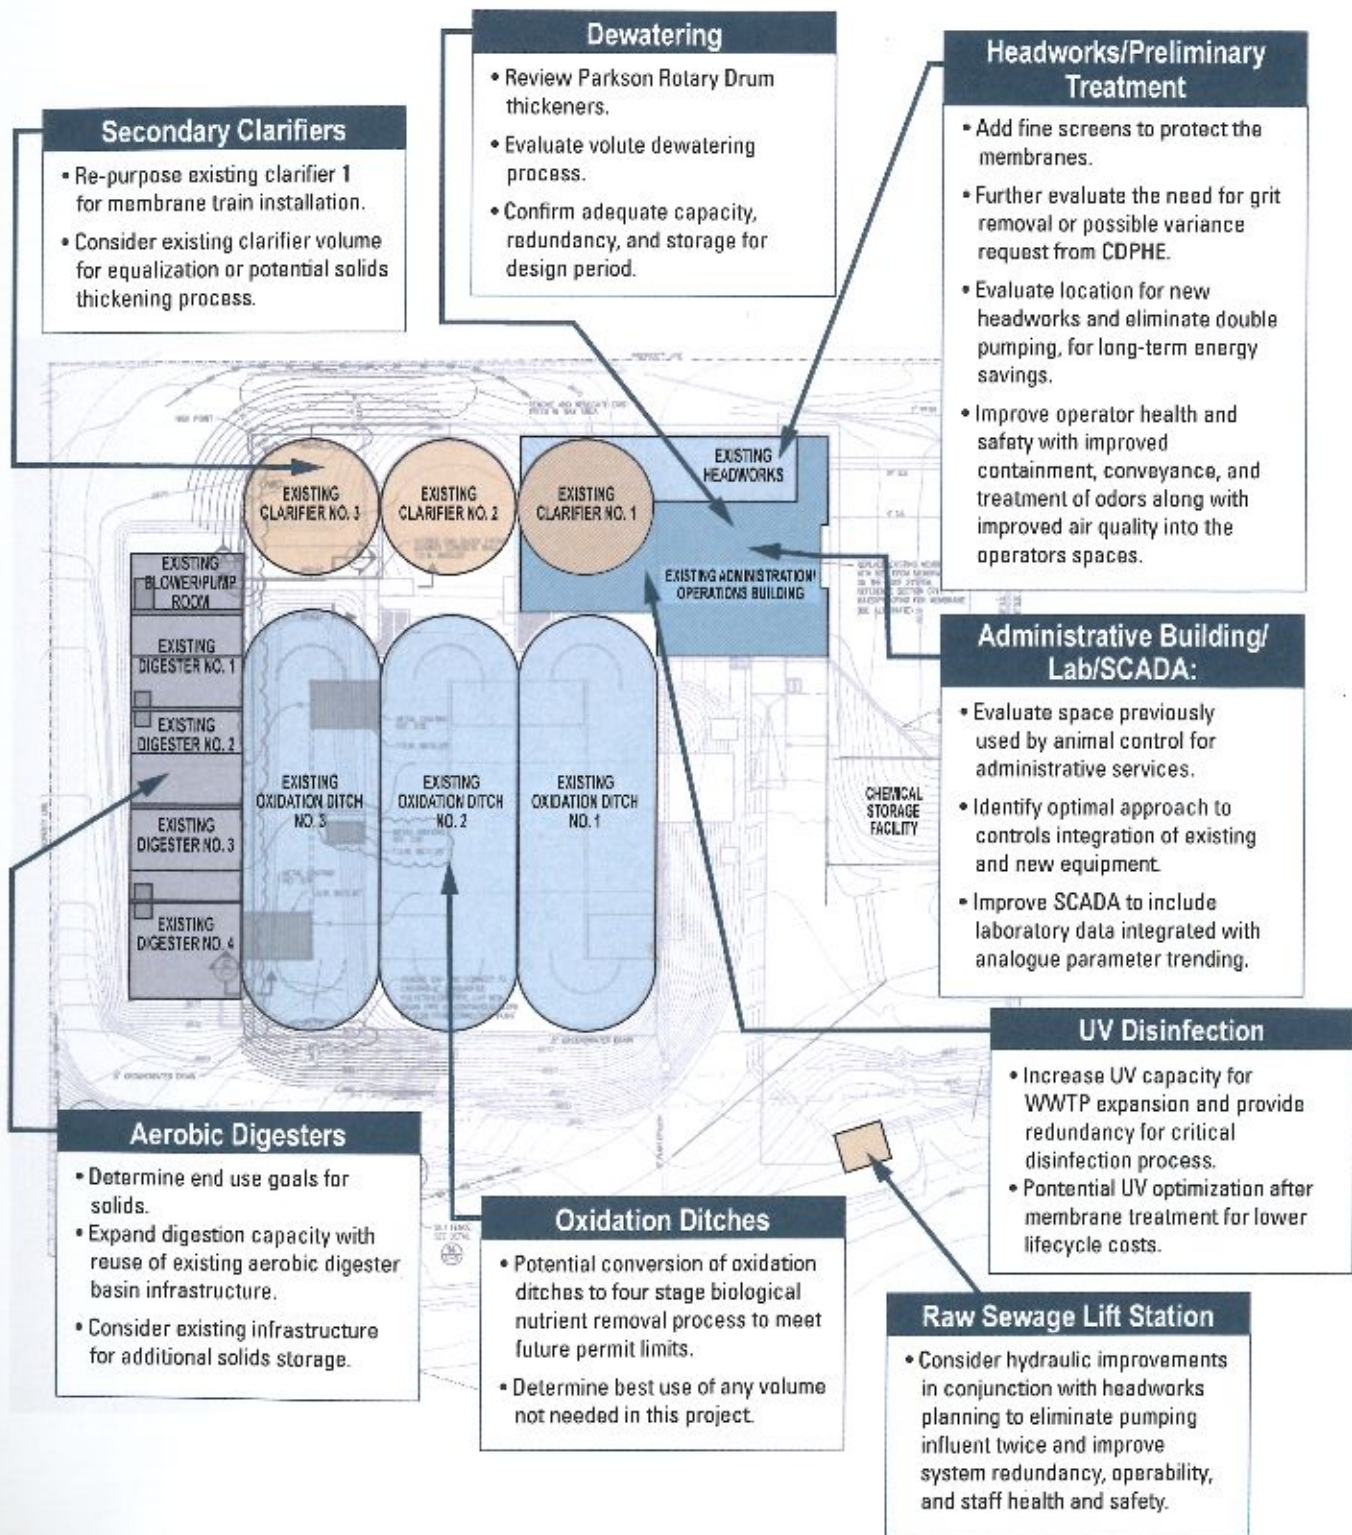 Dewatering
• Review Parkson Rotary Drum
thickeners.
• Evaluate volute dewatering
process.
• Confirm adequate capacity,
redundancy, and storage for
design period.
Headworks/Preliminary
Treatment
• Add fine screens to protect the
membranes.
• Further evaluate the need for grit
removal or possible variance
request from CDPHE.
• Evaluate location for new
headworks and eliminate double
pumping, for long-term energy
savings.
• Improve operator health and
safety with improved
containment, conveyance, and
treatment of odors along with
improved air quality into the
operators spaces.
Secondary Clarifiers
• Re-purpose existing clarifier 1
for membrane train installation.
• Consider existing clarifier volume
for equalization or potential solids
thickening process.
EXISTING
CLARIFIER NO. 3
EXISTING
CLARIFIER NO. 2
EXISTING
CLARIFIER NO. 1
EXISTING
HEADWORKS
EXISTING ADMINISTRATION/
OPERATIONS BUILDING
EXISTING
BLOWER/PUMP
ROOM
EXISTING
DIGESTER NO. 1
EXISTING
DIGESTER NO. 2
EXISTING
DIGESTER NO. 3
EXISTING
DIGESTER NO. 4
EXISTING
OXIDATION DITCH
NO. 3
EXISTING
OXIDATION DITCH
NO. 2
EXISTING
OXIDATION DITCH
NO. 1
CHEMICAL
STORAGE
FACILITY
Administrative Building/
Lab/SCADA:
• Evaluate space previously
used by animal control for
administrative services.
• Identify optimal approach to
controls integration of existing
and new equipment.
• Improve SCADA to include
laboratory data integrated with
analogue parameter trending.
UV Disinfection
• Increase UV capacity for
WWTP expansion and provide
redundancy for critical
disinfection process.
• Pontential UV optimization after
membrane treatment for lower
lifecycle costs.
Aerobic Digesters
• Determine end use goals for
solids.
• Expand digestion capacity with
reuse of existing aerobic digester
basin infrastructure.
• Consider existing infrastructure
for additional solids storage.
Oxidation Ditches
• Potential conversion of oxidation
ditches to four stage biological
nutrient removal process to meet
future permit limits.
• Determine best use of any volume
not needed in this project.
Raw Sewage Lift Station
• Consider hydraulic improvements
in conjunction with headworks
planning to eliminate pumping
influent twice and improve
system redundancy, operability,
and staff health and safety.